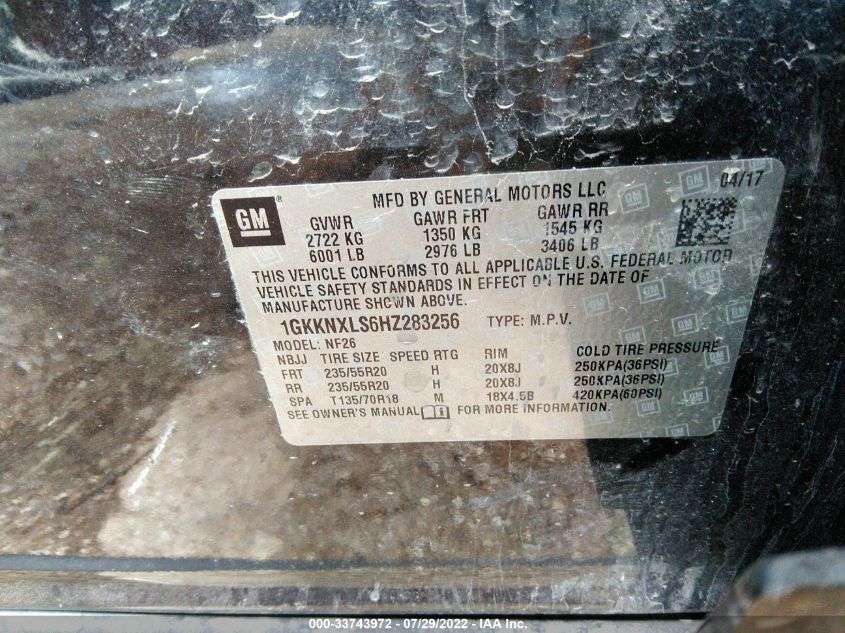 GM
MFD BY GENERAL MOTORS LLC
04/17
GVWR GAWR FRT GAWR RR
2722 KG 1350 KG 1545 KG
6001 LB 2976 LB 3406 LB
THIS VEHICLE CONFORMS TO ALL APPLICABLE U.S. FEDERAL MOTOR
VEHICLE SAFETY STANDARDS IN EFFECT ON THE DATE OF
MANUFACTURE SHOWN ABOVE.
1GKKNXLS6HZ283256 TYPE: M.P.V.
MODEL: NF26
NBJJ TIRE SIZE SPEED RTG RIM COLD TIRE PRESSURE
FRT 235/55R20 H 20X8J 250KPA(36PSI)
RR 235/55R20 H 20X8J 250KPA(36PSI)
SPA T135/70R18 M 18X4.5B 420KPA(60PSI)
SEE OWNER'S MANUAL FOR MORE INFORMATION.
000-33743972 - 07/29/2022 - IAA Inc.